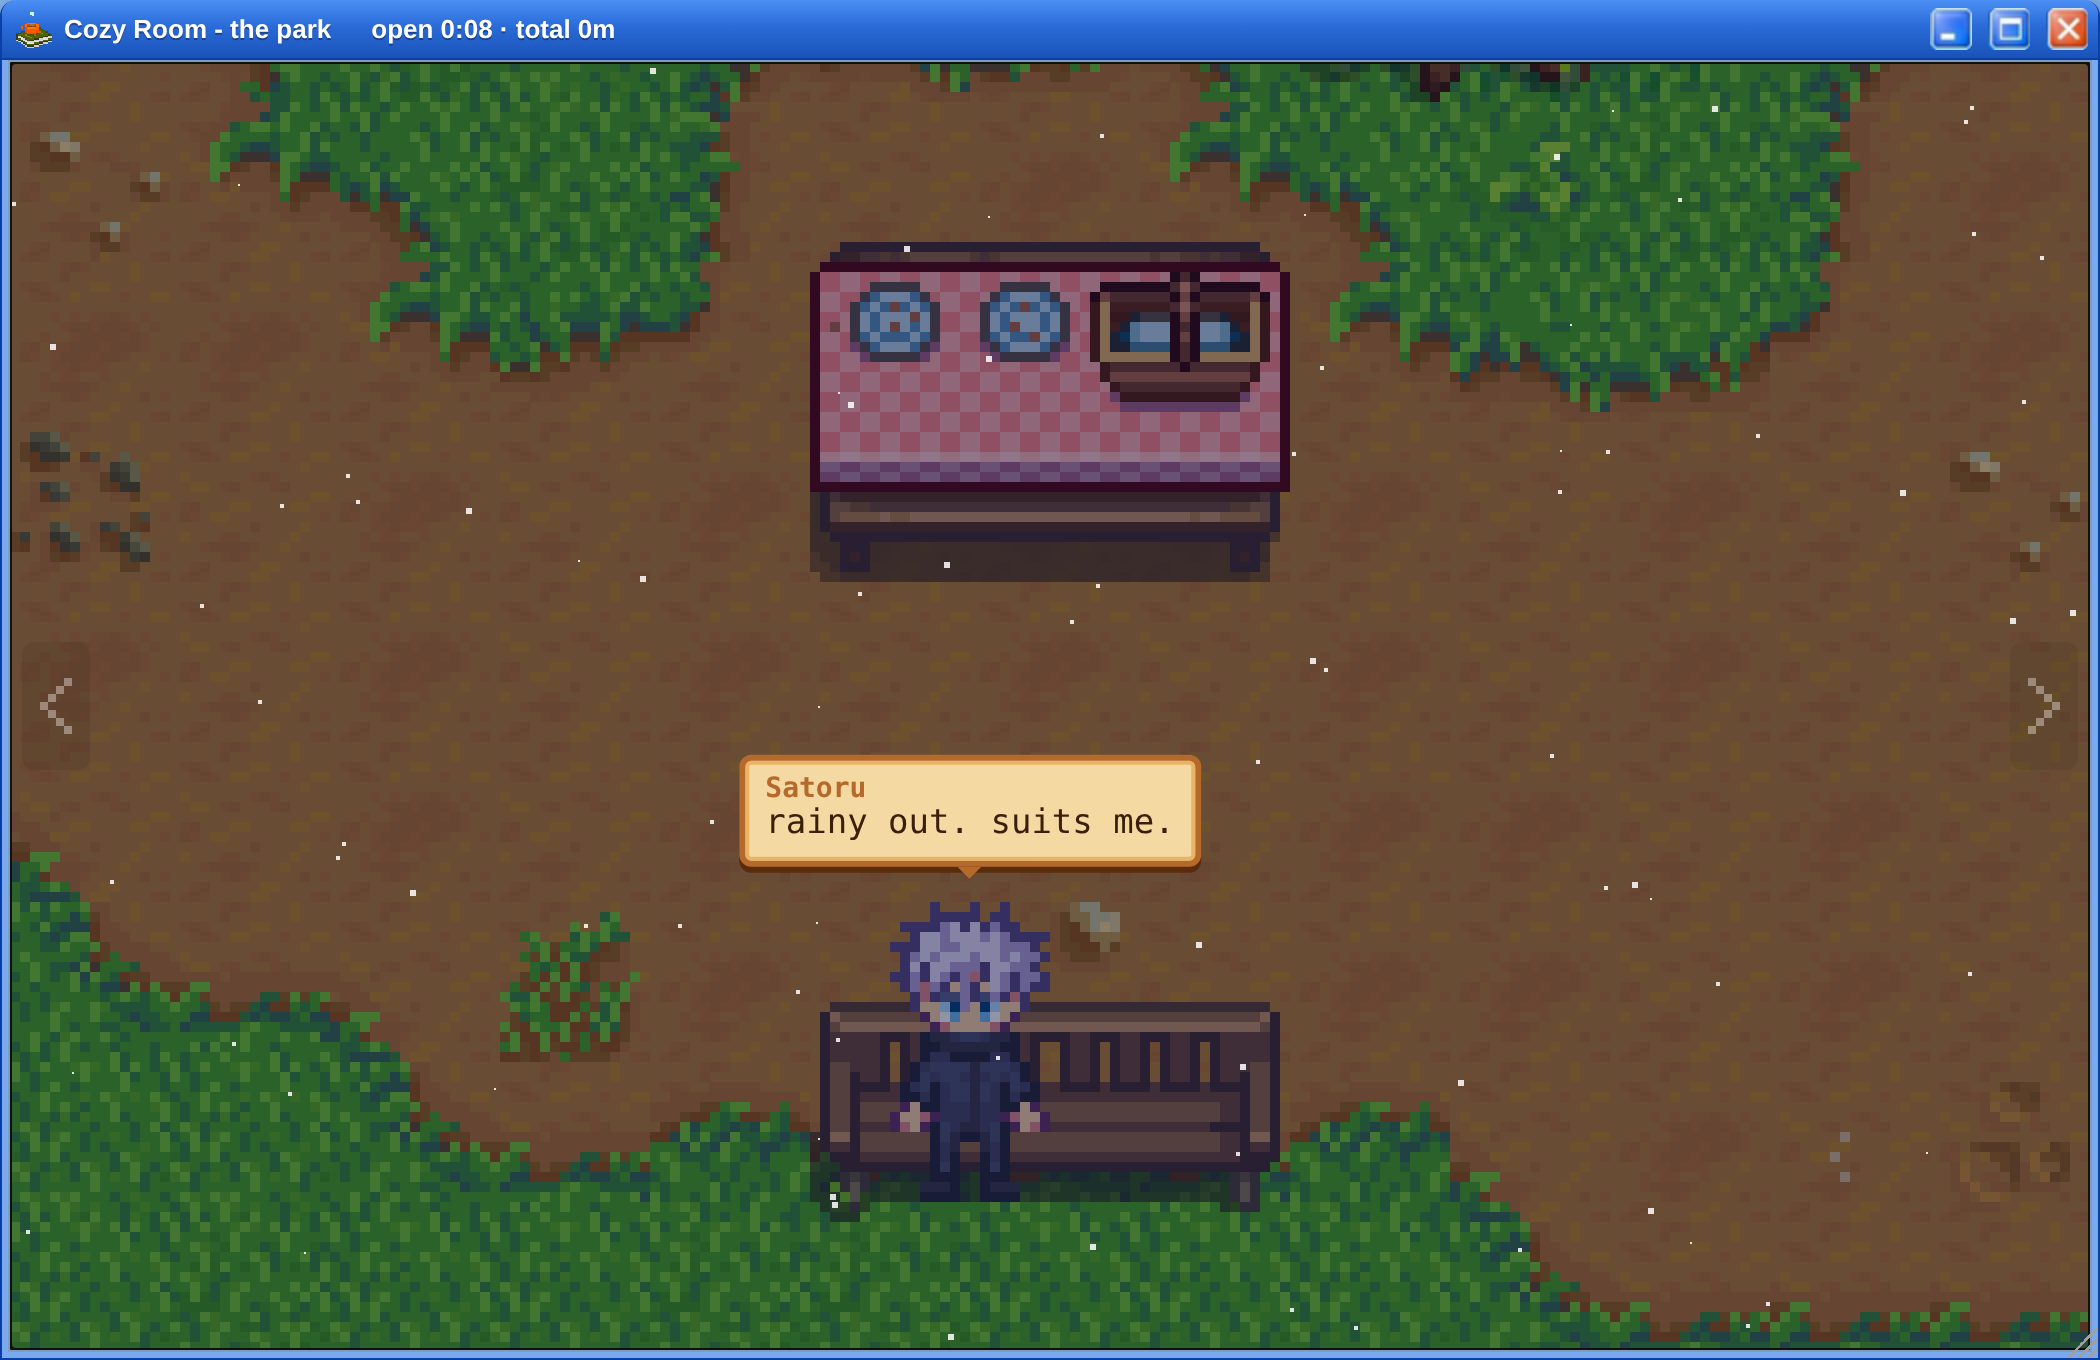 Cozy Room - the park open 0:08 · total 0m
Satoru
rainy out. suits me.